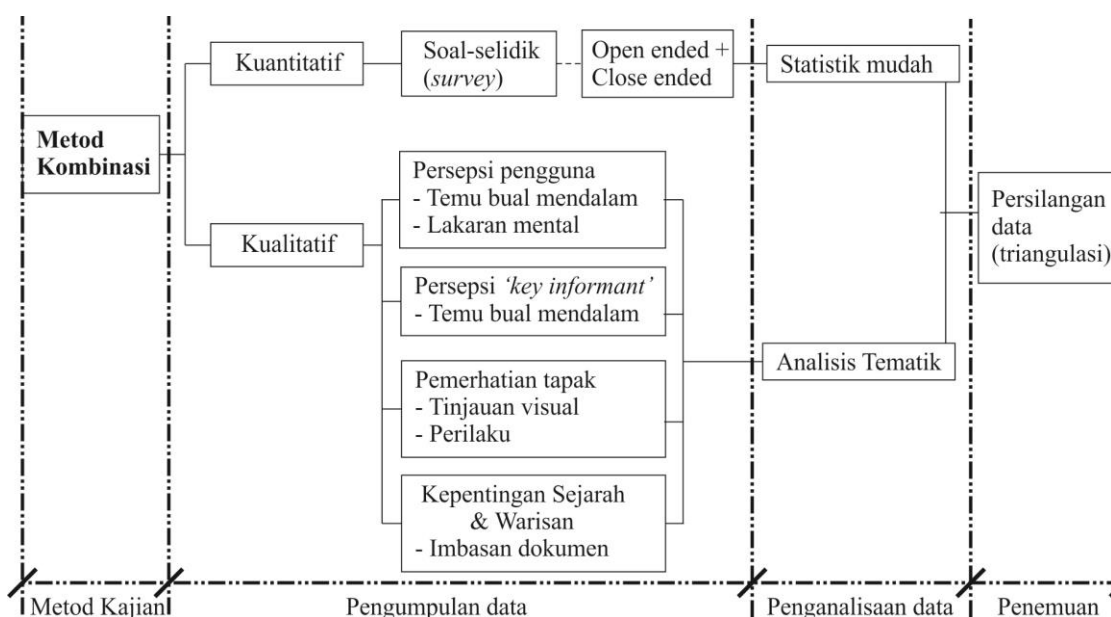 Metod
Kombinasi
Kuantitatif
Soal-selidik
(survey)
Open ended +
Close ended
Statistik mudah
Kualitatif
Persepsi pengguna
- Temu bual mendalam
- Lakaran mental
Persepsi ‘key informant’
- Temu bual mendalam
Pemerhatian tapak
- Tinjauan visual
- Perilaku
Kepentingan Sejarah
& Warisan
- Imbasan dokumen
Analisis Tematik
Persilangan
data
(triangulasi)
Metod Kajian
Pengumpulan data
Penganalisaan data
Penemuan